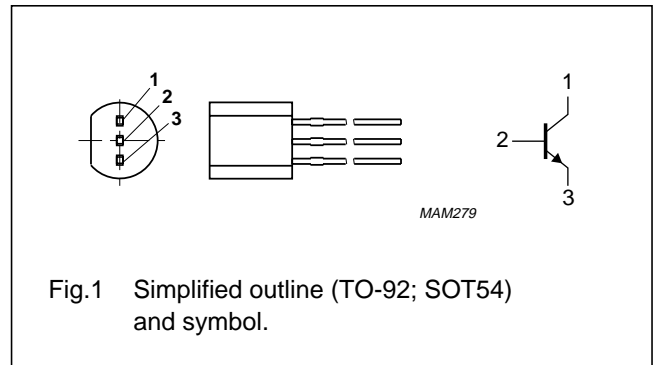 1
2
3
1
2
3
MAM279
Fig.1 Simplified outline (TO-92; SOT54)
and symbol.